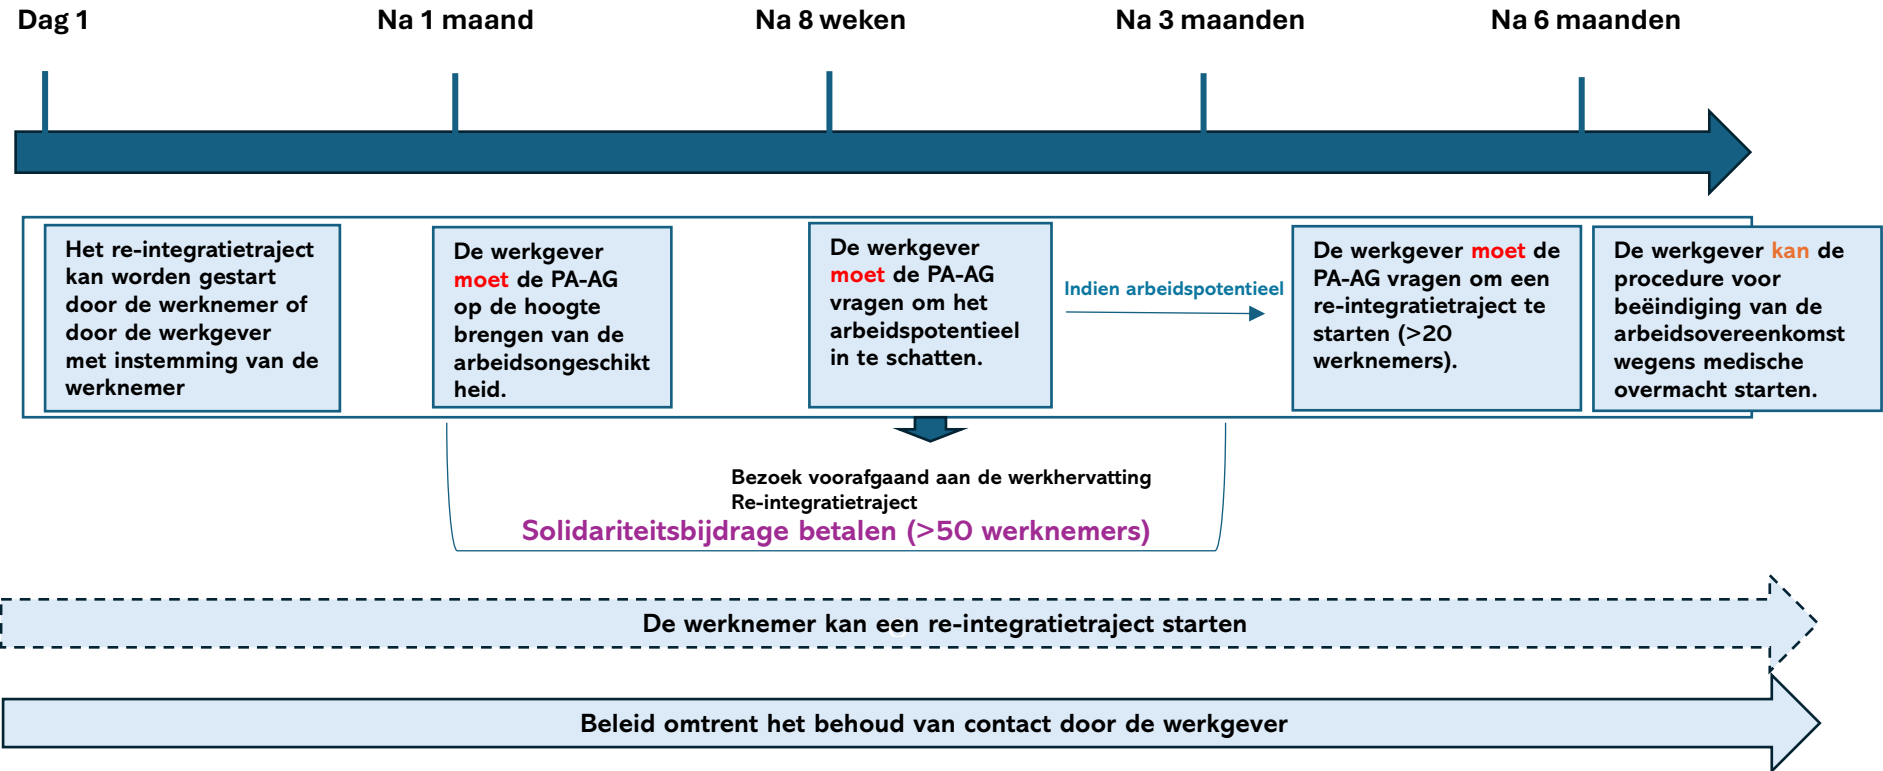 Dag 1
Na 1 maand
Na 8 weken
Na 3 maanden
Na 6 maanden
Het re-integratietraject
kan worden gestart
door de werknemer of
door de werkgever
met instemming van de
werknemer
De werkgever
moet de PA-AG
op de hoogte
brengen van de
arbeidsongeschikt
heid.
De werkgever
moet de PA-AG
vragen om het
arbeidspotentieel
in te schatten.
Indien arbeidspotentieel
De werkgever moet de
PA-AG vragen om een
re-integratietraject te
starten (>20
werknemers).
De werkgever kan de
procedure voor
beëindiging van de
arbeidsovereenkomst
wegens medische
overmacht starten.
Bezoek voorafgaand aan de werkhervatting
Re-integratietraject
Solidariteitsbijdrage betalen (>50 werknemers)
De werknemer kan een re-integratietraject starten
Beleid omtrent het behoud van contact door de werkgever